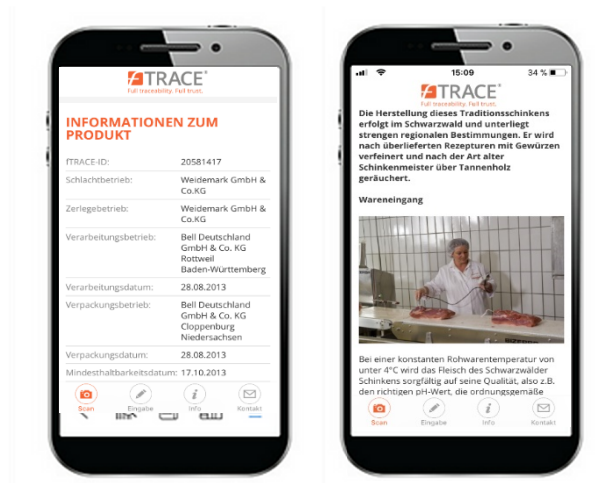 fTRACE®
Full traceability. Full trust.
INFORMATIONEN ZUM
PRODUKT
fTRACE-ID: 20581417
Schlachtbetrieb: Weidemark GmbH &
Co.KG
Zerlegebetrieb: Weidemark GmbH &
Co.KG
Verarbeitungsbetrieb: Bell Deutschland
GmbH & Co. KG
Rottweil
Baden-Württemberg
Verarbeitungsdatum: 28.08.2013
Verpackungsbetrieb: Bell Deutschland
GmbH & Co. KG
Cloppenburg
Niedersachsen
Verpackungsdatum: 28.08.2013
Mindesthaltbarkeitsdatum: 17.10.2013
Scan Eingabe Info Kontakt
15:09 34 %
fTRACE®
Full traceability. Full trust.
Die Herstellung dieses Traditionsschinkens
erfolgt im Schwarzwald und unterliegt
strengen regionalen Bestimmungen. Er wird
nach überlieferten Rezepturen mit Gewürzen
verfeinert und nach der Art alter
Schinkenmeister über Tannenholz
geräuchert.
Wareneingang
Bei einer konstanten Rohwarentemperatur von
unter 4°C wird das Fleisch des Schwarzwälder
Schinkens sorgfältig auf seine Qualität, also z.B.
den richtigen pH-Wert, die ordnungsgemäße
Scan Eingabe Info Kontakt